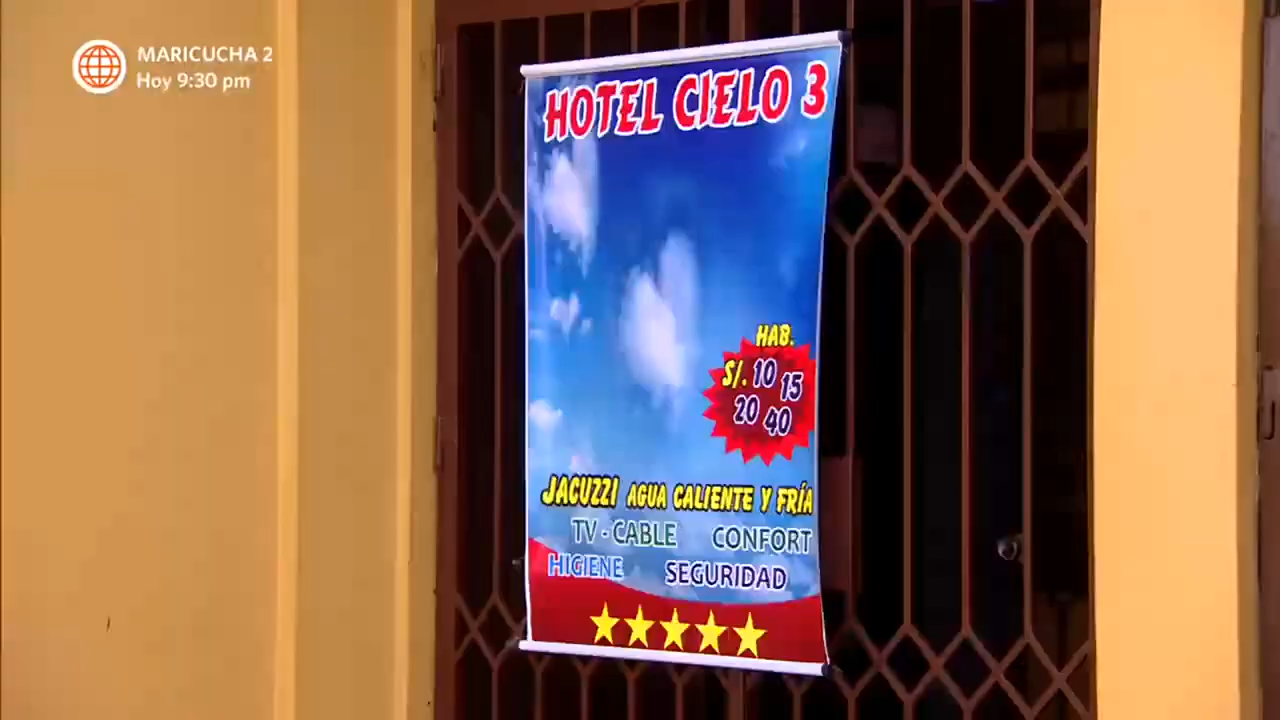 MARICUCHA 2
Hoy 9:30 pm
HOTEL CIELO 3
HAB.
S/. 10 15
20 40
JACUZZI AGUA CALIENTE Y FRÍA
TV - CABLE CONFORT
HIGIENE SEGURIDAD